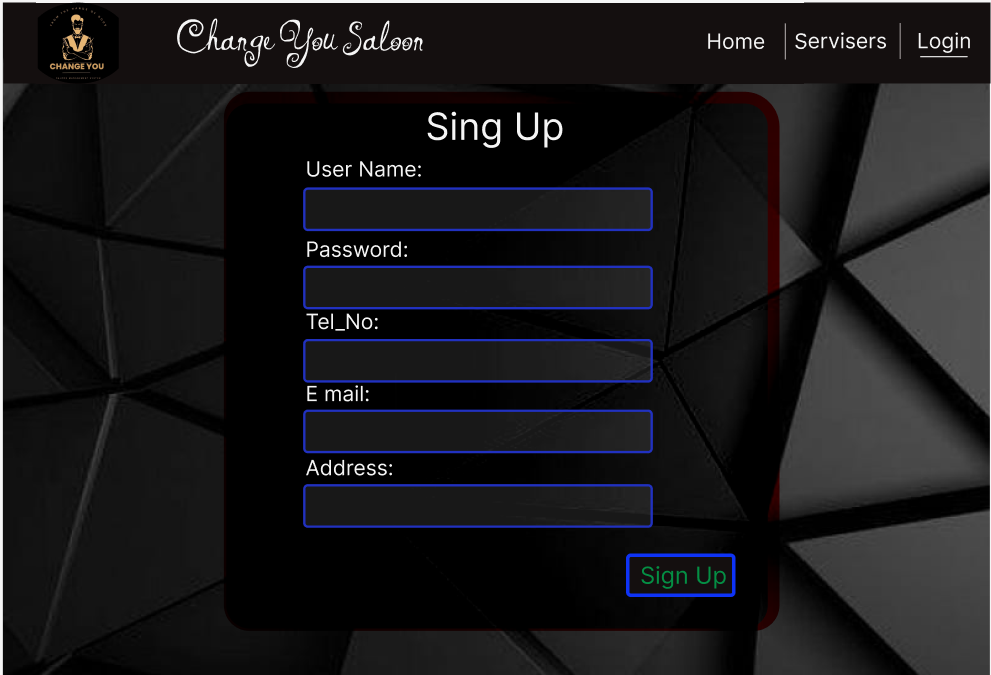 CHANGE YOU
Change You Saloon
Home
Servisers
Login
Sing Up
User Name:
Password:
Tel_No:
E mail:
Address:
Sign Up